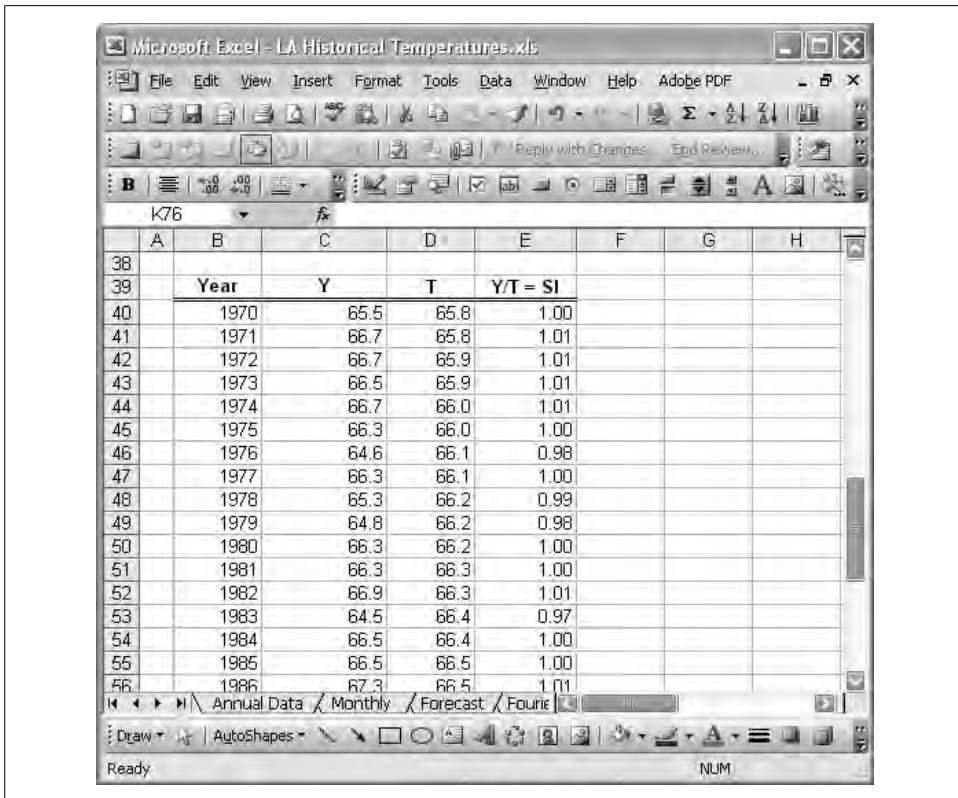 Microsoft Excel - LA Historical Temperatures.xls
File Edit View Insert Format Tools Data Window Help Adobe PDF
Reply with Changes... End Review...
B A
K76 fx
A B C D E F G H
38
39 Year Y T Y/T = SI
40 1970 65.5 65.8 1.00
41 1971 66.7 65.8 1.01
42 1972 66.7 65.9 1.01
43 1973 66.5 65.9 1.01
44 1974 66.7 66.0 1.01
45 1975 66.3 66.0 1.00
46 1976 64.6 66.1 0.98
47 1977 66.3 66.1 1.00
48 1978 65.3 66.2 0.99
49 1979 64.8 66.2 0.98
50 1980 66.3 66.2 1.00
51 1981 66.3 66.3 1.00
52 1982 66.9 66.3 1.01
53 1983 64.5 66.4 0.97
54 1984 66.5 66.4 1.00
55 1985 66.5 66.5 1.00
56 1986 67.3 66.5 1.01
Annual Data / Monthly / Forecast / Fourie
Draw AutoShapes A
Ready NUM